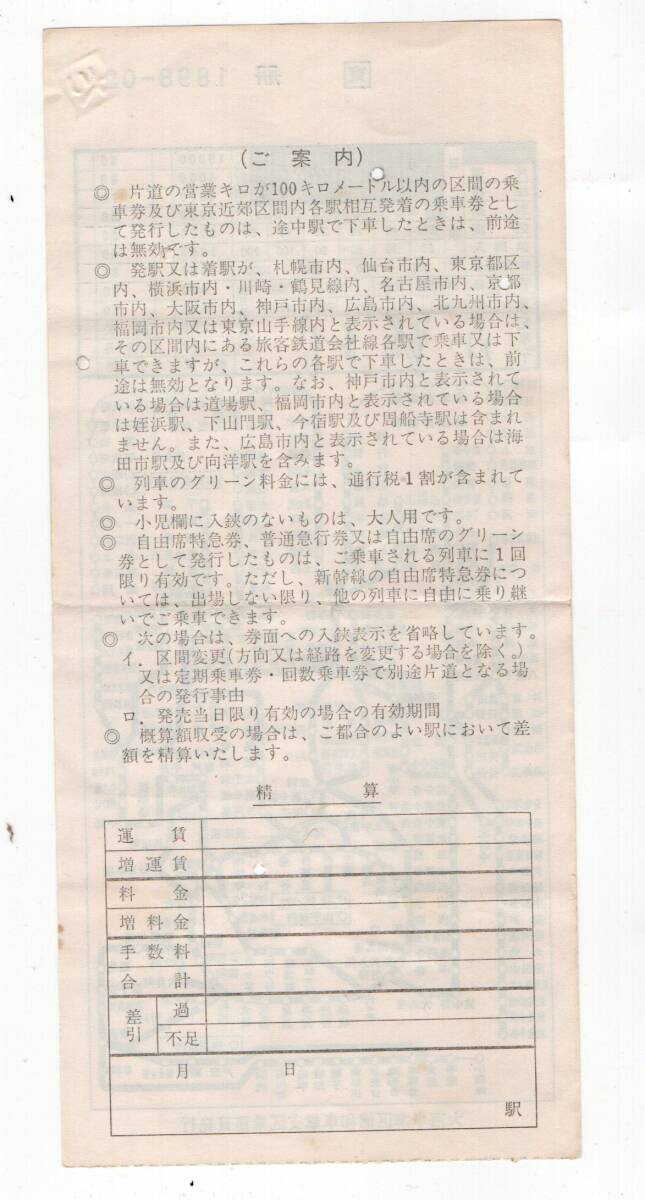 (ご案内)
◎ 片道の営業キロが100キロメートル以内の区間の乗
車券及び東京近郊区間内各駅相互発着の乗車券とし
て発行したものは、途中駅で下車したときは、前途
は無効です。
◎ 発駅又は着駅が、札幌市内、仙台市内、東京都区
内、横浜市内・川崎・鶴見線内、名古屋市内、京都
市内、大阪市内、神戸市内、広島市内、北九州市内、
福岡市内又は東京山手線内と表示されている場合は、
その区間内にある旅客鉄道会社線各駅で乗車又は下
車できますが、これらの各駅で下車したときは、前
途は無効となります。なお、神戸市内と表示されて
いる場合は道場駅、福岡市内と表示されている場合
は姪浜駅、下山門駅、今宿駅及び周船寺駅は含まれ
ません。また、広島市内と表示されている場合は海
田市駅及び向洋駅を含みます。
◎ 列車のグリーン料金には、通行税1割が含まれて
います。
◎ 小児欄に入鋏のないものは、大人用です。
◎ 自由席特急券、普通急行券又は自由席のグリーン
券として発行したものは、ご乗車される列車に1回
限り有効です。ただし、新幹線の自由席特急券につ
いては、出場しない限り、他の列車に自由に乗り継
いでご乗車できます。
◎ 次の場合は、券面への入鋏表示を省略しています。
イ．区間変更(方向又は経路を変更する場合を除く。)
又は定期乗車券・回数乗車券で別途片道となる場
合の発行事由
ロ．発売当日限り有効の場合の有効期間
◎ 概算額収受の場合は、ご都合のよい駅において差
額を精算いたします。
精算
運賃
増運賃
料金
増料金
手数料
合計
差引 過
不足
月 日
駅